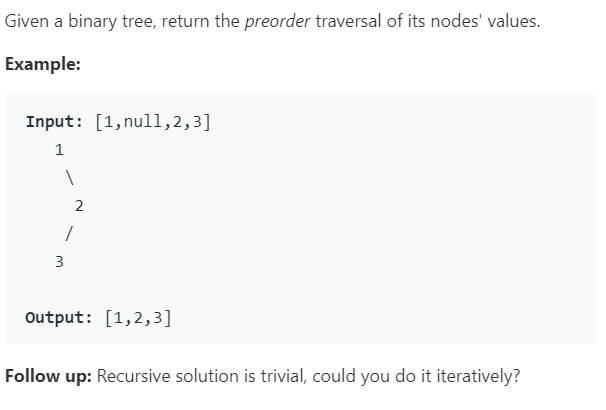 Given a binary tree, return the preorder traversal of its nodes' values.
Example:
Input: [1,null,2,3]
1
\
2
/
3
Output: [1,2,3]
Follow up: Recursive solution is trivial, could you do it iteratively?